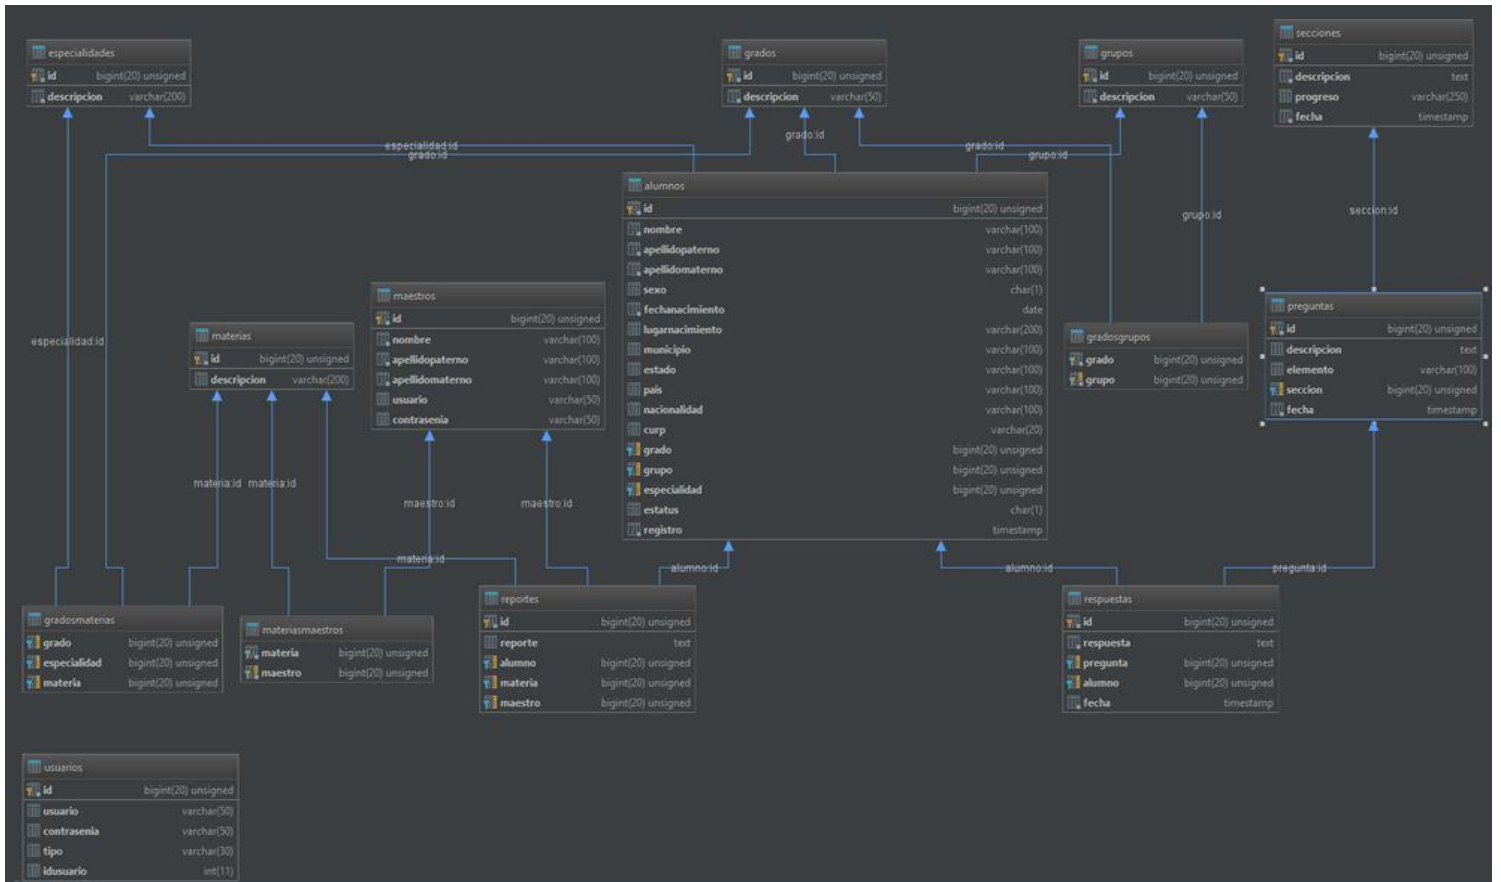 especialidades
id bigint(20) unsigned
descripcion varchar(200)
grados
id bigint(20) unsigned
descripcion varchar(50)
grupos
id bigint(20) unsigned
descripcion varchar(50)
secciones
id bigint(20) unsigned
descripcion text
progreso varchar(250)
fecha timestamp
grado:id
especialidad:id
grado:id
grado:id
grupo:id
grupo:id
seccion:id
alumnos
id bigint(20) unsigned
nombre varchar(100)
apellidopaterno varchar(100)
apellidomaterno varchar(100)
sexo char(1)
fechanacimiento date
lugarnacimiento varchar(200)
municipio varchar(100)
estado varchar(100)
pais varchar(100)
nacionalidad varchar(100)
curp varchar(20)
grado bigint(20) unsigned
grupo bigint(20) unsigned
especialidad bigint(20) unsigned
estatus char(1)
registro timestamp
maestros
id bigint(20) unsigned
nombre varchar(100)
apellidopaterno varchar(100)
apellidomaterno varchar(100)
usuario varchar(50)
contrasenia varchar(50)
especialidad:id
materias
id bigint(20) unsigned
descripcion varchar(200)
gradosgrupos
grado bigint(20) unsigned
grupo bigint(20) unsigned
preguntas
id bigint(20) unsigned
descripcion text
elemento varchar(100)
seccion bigint(20) unsigned
fecha timestamp
materia:id
materia:id
maestro:id
maestro:id
materia:id
alumno:id
alumno:id
pregunta:id
gradosmaterias
grado bigint(20) unsigned
especialidad bigint(20) unsigned
materia bigint(20) unsigned
materiasmaestros
materia bigint(20) unsigned
maestro bigint(20) unsigned
reportes
id bigint(20) unsigned
reporte text
alumno bigint(20) unsigned
materia bigint(20) unsigned
maestro bigint(20) unsigned
respuestas
id bigint(20) unsigned
respuesta text
pregunta bigint(20) unsigned
alumno bigint(20) unsigned
fecha timestamp
usuarios
id bigint(20) unsigned
usuario varchar(50)
contrasenia varchar(50)
tipo varchar(30)
idusuario int(11)